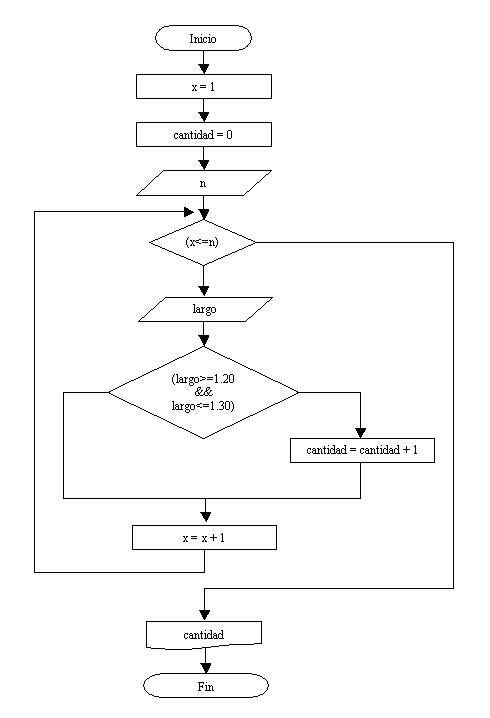 Inicio
x = 1
cantidad = 0
n
(x<=n)
largo
(largo>=1.20
&&
largo<=1.30)
cantidad = cantidad + 1
x = x + 1
cantidad
Fin